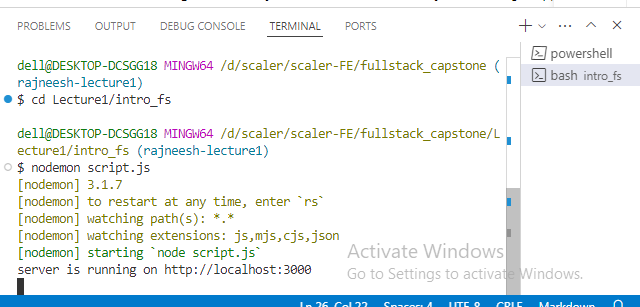 PROBLEMS OUTPUT DEBUG CONSOLE TERMINAL PORTS
powershell
bash intro_fs
dell@DESKTOP-DCSGG18 MINGW64 /d/scaler/scaler-FE/fullstack_capstone (
rajneesh-lecture1)
$ cd Lecture1/intro_fs
dell@DESKTOP-DCSGG18 MINGW64 /d/scaler/scaler-FE/fullstack_capstone/L
ecture1/intro_fs (rajneesh-lecture1)
$ nodemon script.js
[nodemon] 3.1.7
[nodemon] to restart at any time, enter `rs`
[nodemon] watching path(s): *.*
[nodemon] watching extensions: js,mjs,cjs,json
[nodemon] starting `node script.js`
server is running on http://localhost:3000
Activate Windows
Go to Settings to activate Windows.
Ln 26, Col 22 Spaces: 4 UTF-8 CRLF Markdown